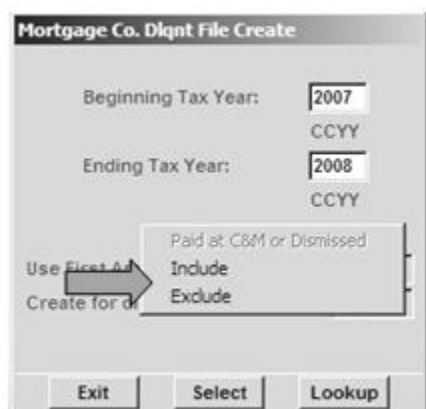 Mortgage Co. Dlqnt File Create
Beginning Tax Year: 2007
CCYY
Ending Tax Year: 2008
CCYY
Paid at C&M or Dismissed
Use First
Include
Create for
Exclude
Exit Select Lookup